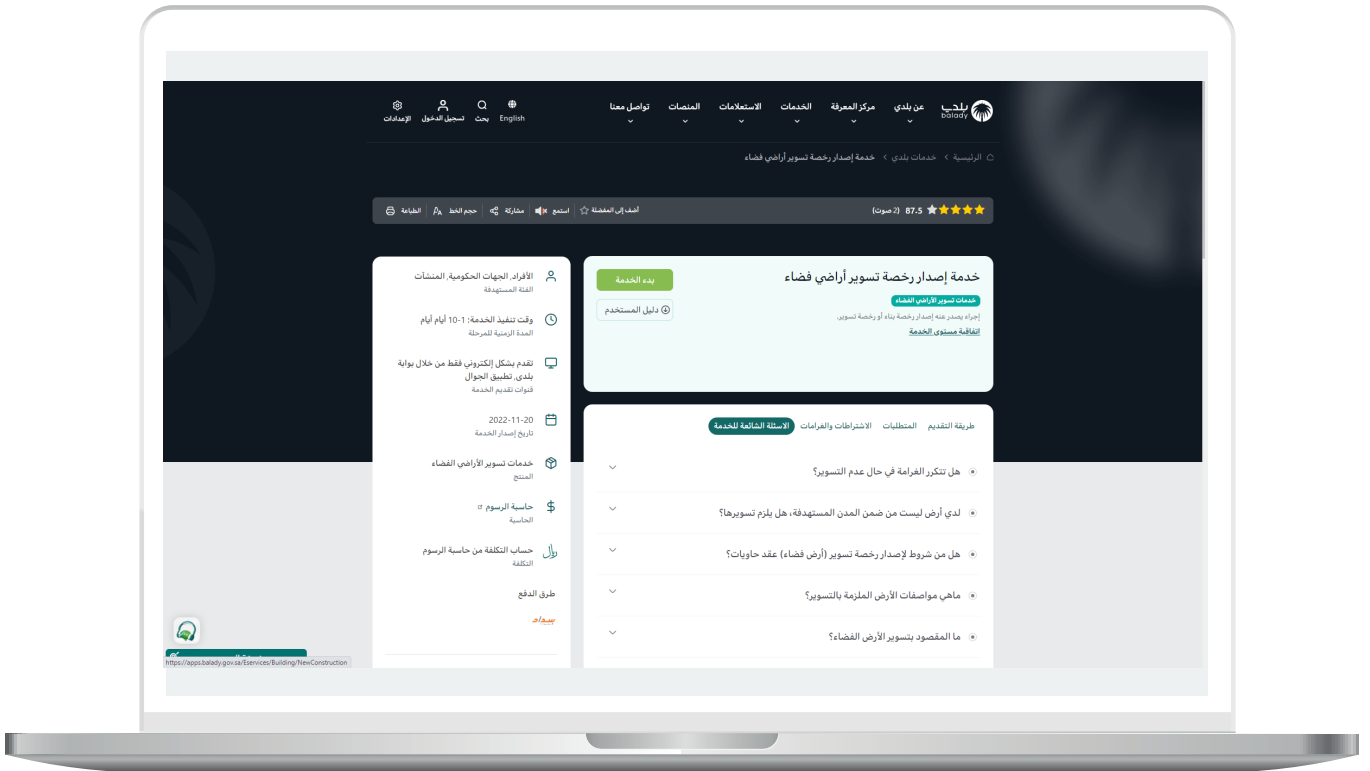 بلدي
balady
عن بلدي
مركز المعرفة
الخدمات
الاستعلامات
المنصات
تواصل معنا
English
بحث
تسجيل الدخول
الإعدادات
الرئيسية
خدمات بلدي
خدمة إصدار رخصة تسوير أراضي فضاء
87.5 (2 صوت)
أضف إلى المفضلة
استمع
مشاركة
حجم الخط
الطباعة
خدمة إصدار رخصة تسوير أراضي فضاء
خدمات تسوير الأراضي الفضاء
إجراء يصدر عنه إصدار رخصة بناء أو رخصة تسوير.
اتفاقية مستوى الخدمة
بدء الخدمة
دليل المستخدم
طريقة التقديم
المتطلبات
الاشتراطات والغرامات
الاسئلة الشائعة للخدمة
هل تتكرر الغرامة في حال عدم التسوير؟
لدي أرض ليست من ضمن المدن المستهدفة، هل يلزم تسويرها؟
هل من شروط لإصدار رخصة تسوير (أرض فضاء) عقد حاويات؟
ماهي مواصفات الأرض الملزمة بالتسوير؟
ما المقصود بتسوير الأرض الفضاء؟
الأفراد, الجهات الحكومية, المنشآت
الفئة المستهدفة
وقت تنفيذ الخدمة: 1-10 أيام أيام
المدة الزمنية للمرحلة
تقدم بشكل إلكتروني فقط من خلال بوابة
بلدي, تطبيق الجوال
قنوات تقديم الخدمة
2022-11-20
تاريخ إصدار الخدمة
خدمات تسوير الأراضي الفضاء
المنتج
حاسبة الرسوم
الحاسبة
حساب التكلفة من حاسبة الرسوم
التكلفة
طرق الدفع
سداد
https://apps.balady.gov.sa/Eservices/Building/NewConstruction